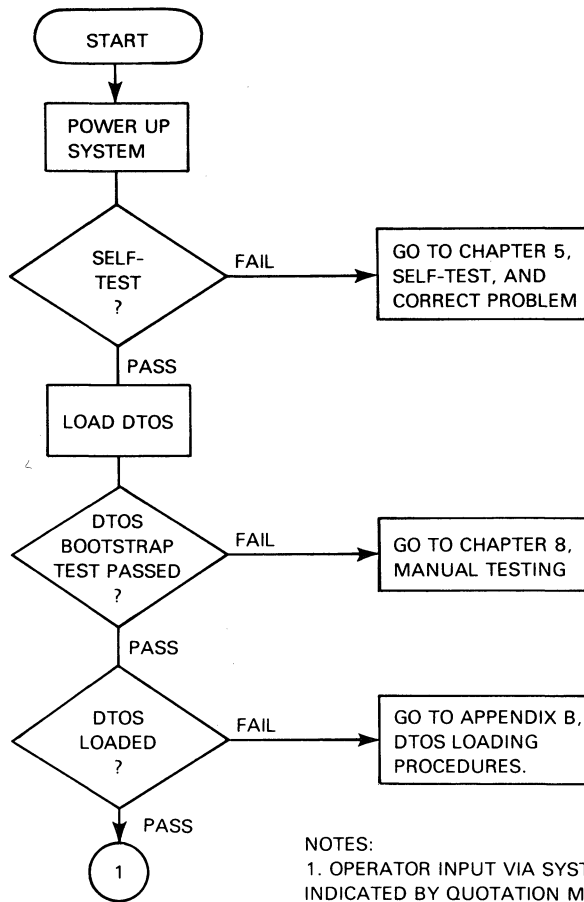 START
POWER UP
SYSTEM
SELF-
TEST
?
FAIL
GO TO CHAPTER 5,
SELF-TEST, AND
CORRECT PROBLEM
PASS
LOAD DTOS
DTOS
BOOTSTRAP
TEST PASSED
?
FAIL
GO TO CHAPTER 8,
MANUAL TESTING
PASS
DTOS
LOADED
?
FAIL
GO TO APPENDIX B,
DTOS LOADING
PROCEDURES.
PASS
1
NOTES:
1. OPERATOR INPUT VIA
INDICATED BY QUOTATION